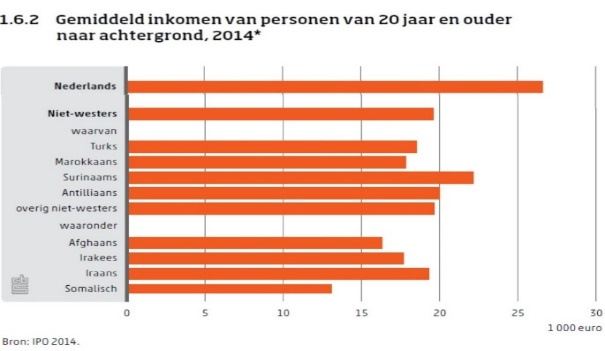 1.6.2 Gemiddeld inkomen van personen van 20 jaar en ouder
naar achtergrond, 2014*
Nederlands
Niet-westers
waarvan
Turks
Marokkaans
Surinaams
Antilliaans
overig niet-westers
waaronder
Afghaans
Irakees
Iraans
Somalisch
0 5 10 15 20 25 30
1 000 euro
Bron: IPO 2014.